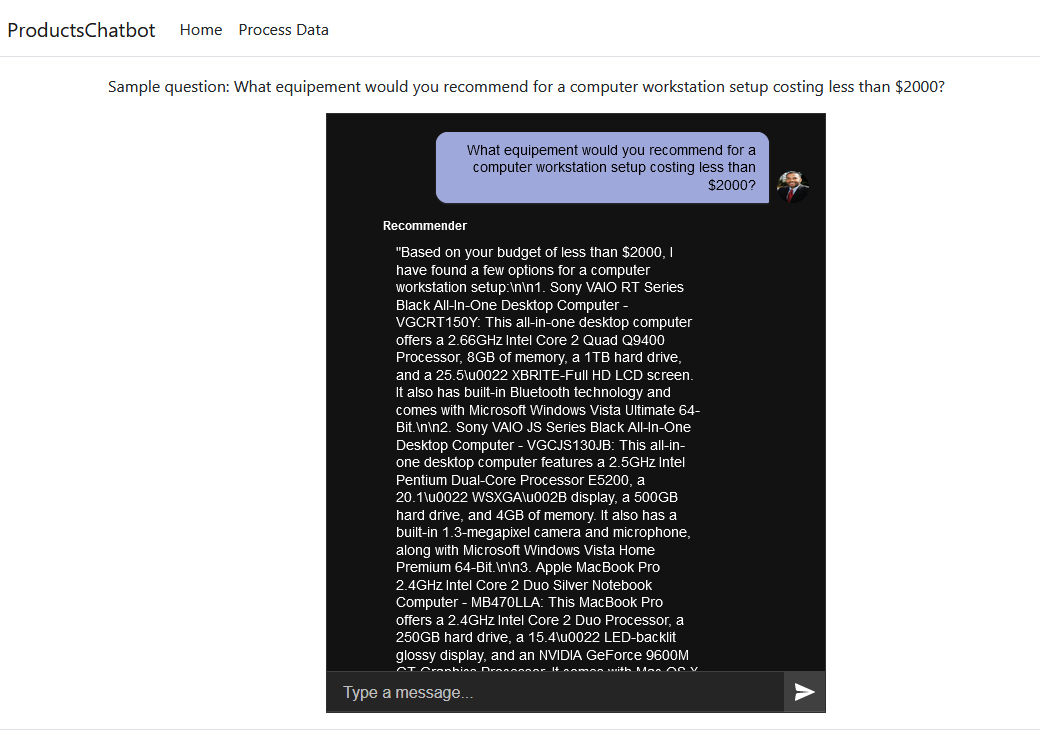 ProductsChatbot Home Process Data
Sample question: What equipement would you recommend for a computer workstation setup costing less than $2000?
What equipement would you recommend for a
computer workstation setup costing less than
$2000?
Recommender
"Based on your budget of less than $2000, I
have found a few options for a computer
workstation setup:\n\n1. Sony VAIO RT Series
Black All-In-One Desktop Computer -
VGCRT150Y: This all-in-one desktop computer
offers a 2.66GHz Intel Core 2 Quad Q9400
Processor, 8GB of memory, a 1TB hard drive,
and a 25.5\u0022 XBRITE-Full HD LCD screen.
It also has built-in Bluetooth technology and
comes with Microsoft Windows Vista Ultimate 64-
Bit.\n\n2. Sony VAIO JS Series Black All-In-One
Desktop Computer - VGCJS130JB: This all-in-
one desktop computer features a 2.5GHz Intel
Pentium Dual-Core Processor E5200, a
20.1\u0022 WSXGA\u002B display, a 500GB
hard drive, and 4GB of memory. It also has a
built-in 1.3-megapixel camera and microphone,
along with Microsoft Windows Vista Home
Premium 64-Bit.\n\n3. Apple MacBook Pro
2.4GHz Intel Core 2 Duo Silver Notebook
Computer - MB470LLA: This MacBook Pro
offers a 2.4GHz Intel Core 2 Duo Processor, a
250GB hard drive, a 15.4\u0022 LED-backlit
glossy display, and an NVIDIA GeForce 9600M
GT Graphics Processor. It comes with Mac OS X
Type a message...